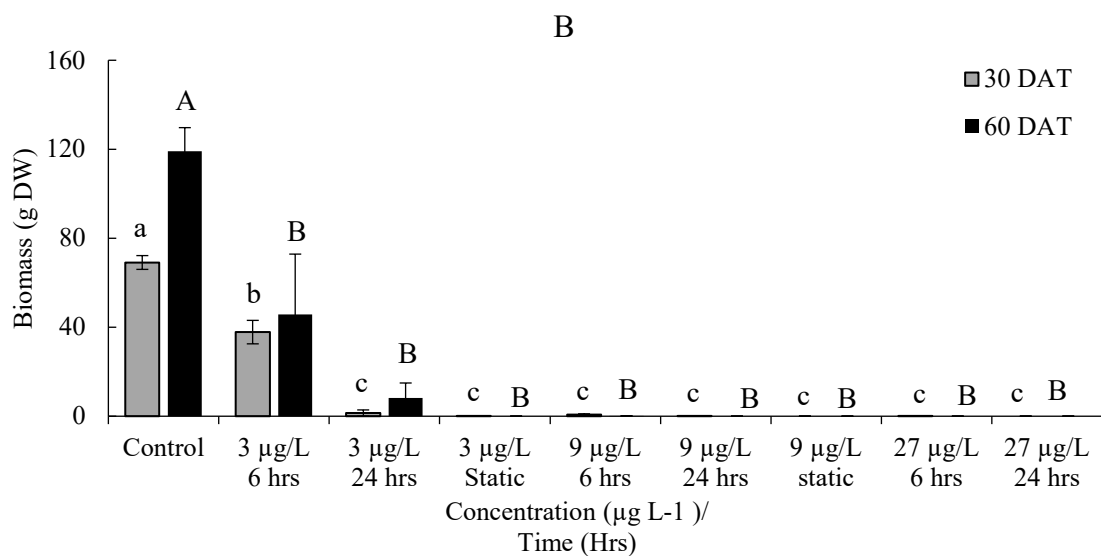 B
160
120
80
40
0
Biomass (g DW)
30 DAT
60 DAT
a
A
b
B
c
B
c
B
c
B
c
B
c
B
c
B
c
B
Control
3 µg/L
6 hrs
3 µg/L
24 hrs
3 µg/L
Static
9 µg/L
6 hrs
9 µg/L
24 hrs
9 µg/L
static
27 µg/L
6 hrs
27 µg/L
24 hrs
Concentration (µg L-1 )/
Time (Hrs)